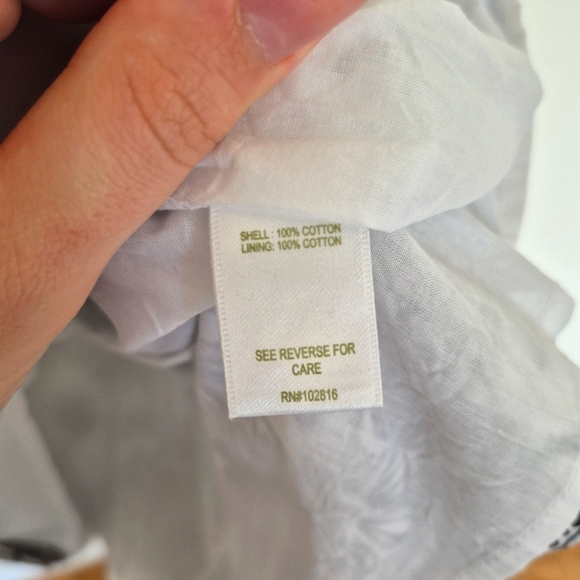 SHELL : 100% COTTON
LINING: 100% COTTON
SEE REVERSE FOR
CARE
RN#102816